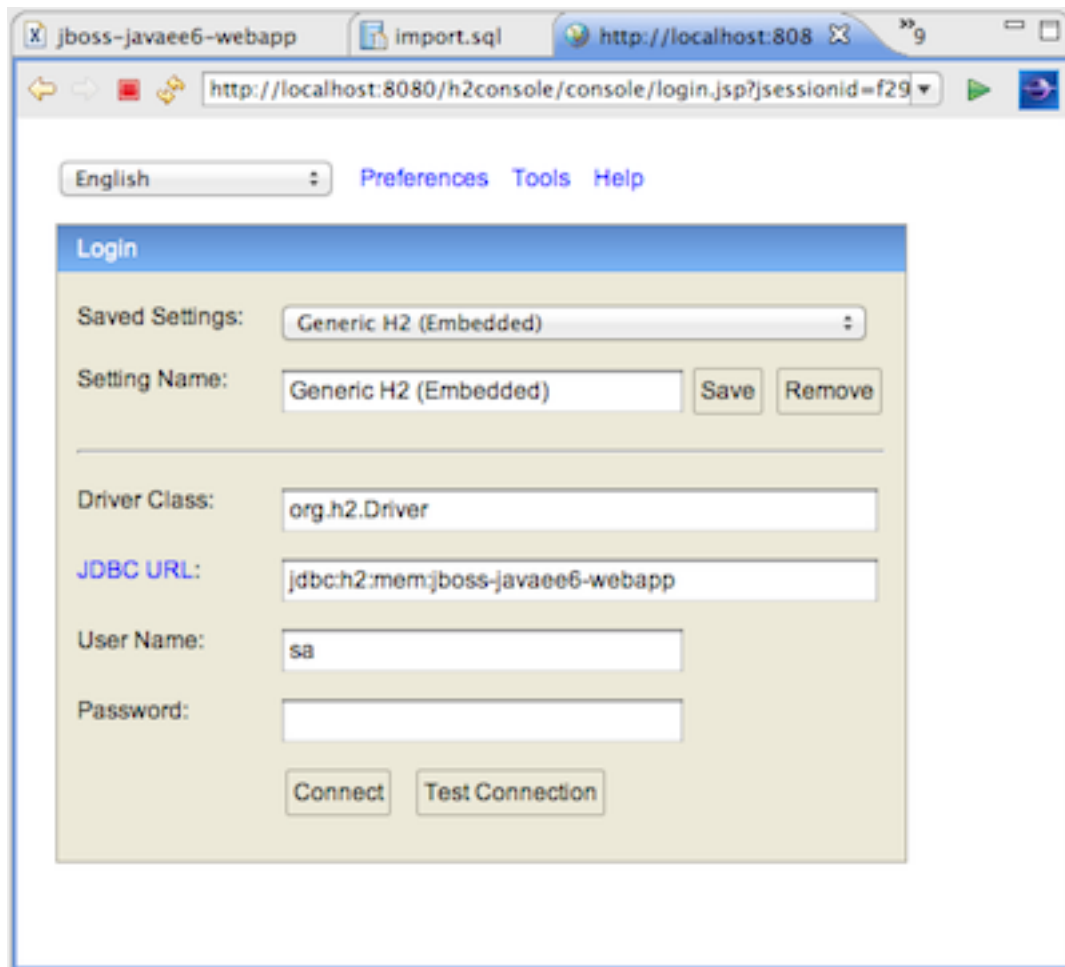 jboss-javaee6-webapp import.sql http://localhost:808 »9
http://localhost:8080/h2console/console/login.jsp?jsessionid=f29
English Preferences Tools Help
Login
Saved Settings: Generic H2 (Embedded)
Setting Name: Generic H2 (Embedded) Save Remove
Driver Class: org.h2.Driver
JDBC URL: jdbc:h2:mem:jboss-javaee6-webapp
User Name: sa
Password:
Connect Test Connection